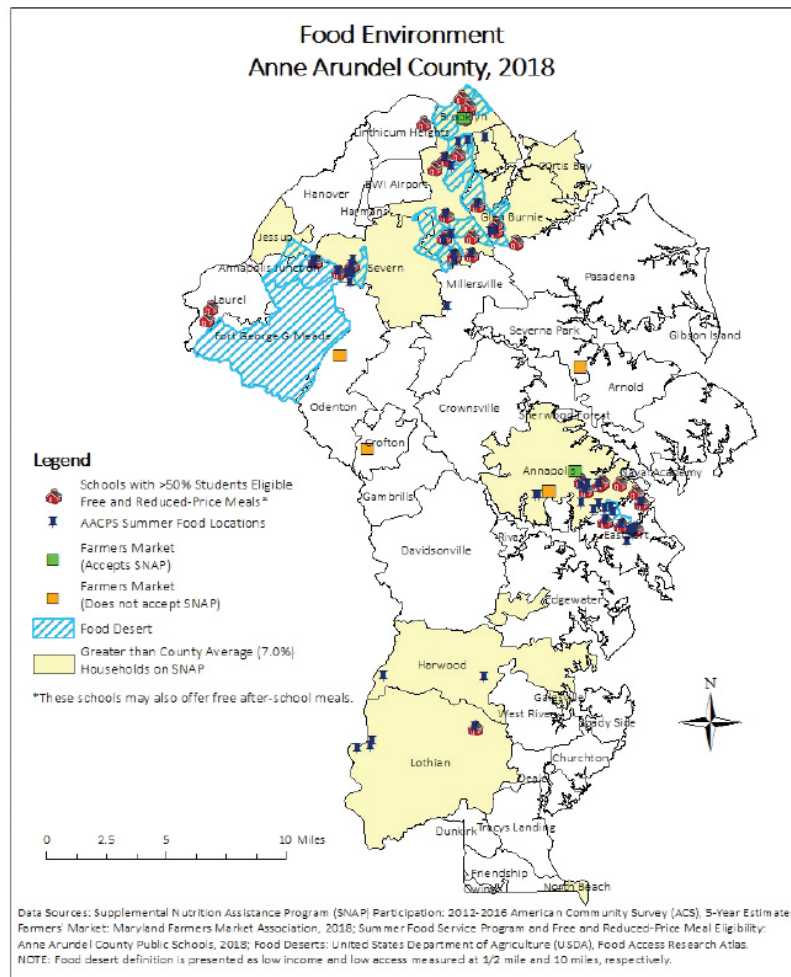 Food Environment
Anne Arundel County, 2018
Brooklyn
Linthicum Heights
Curtis Bay
BWI Airport
Hanover
Harmans
Glen Burnie
Jessup
Annapolis Junction
Severn
Pasadena
Millersville
Laurel
Severna Park
Gibson Island
Fort George G Meade
Arnold
Odenton
Crownsville
Sherwood Forest
Crofton
Annapolis
Naval Academy
Gambrills
Riva
Eastport
Davidsonville
Edgewater
Harwood
Galesville
West River
Shady Side
Churchton
Lothian
Deale
Dunkirk
Tracys Landing
Friendship
Owings
North Beach
Legend
Schools with >50% Students Eligible
Free and Reduced-Price Meals*
AACPS Summer Food Locations
Farmers Market
(Accepts SNAP)
Farmers Market
(Does not accept SNAP)
Food Desert
Greater than County Average (7.0%)
Households on SNAP
*These schools may also offer free after-school meals.
N
0 2.5 5 10 Miles
Data Sources: Supplemental Nutrition Assistance Program (SNAP) Participation: 2012-2016 American Community Survey (ACS), 5-Year Estimate
Farmers' Market: Maryland Farmers Market Association, 2018; Summer Food Service Program and Free and Reduced-Price Meal Eligibility:
Anne Arundel County Public Schools, 2018; Food Deserts: United States Department of Agriculture (USDA), Food Access Research Atlas.
NOTE: Food desert definition is presented as low income and low access measured at 1/2 mile and 10 miles, respectively.